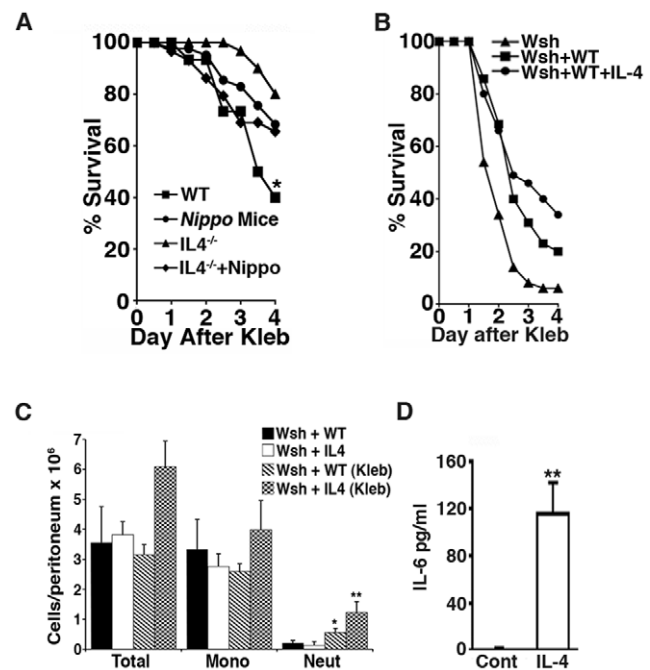 A
100
80
60
40
20
0
% Survival
WT
Nippo Mice
IL4-/-
IL4-/-+Nippo
*
0 1 2 3 4
Day After Kleb
B
100
80
60
40
20
0
% Survival
Wsh
Wsh+WT
Wsh+WT+IL-4
0 1 2 3 4
Day after Kleb
C
Wsh + WT
Wsh + IL4
Wsh + WT (Kleb)
Wsh + IL4 (Kleb)
7
6
5
4
3
2
1
0
Cells/peritoneum x 10⁶
* **
Total Mono Neut
D
160
120
80
40
0
IL-6 pg/ml
**
Cont IL-4